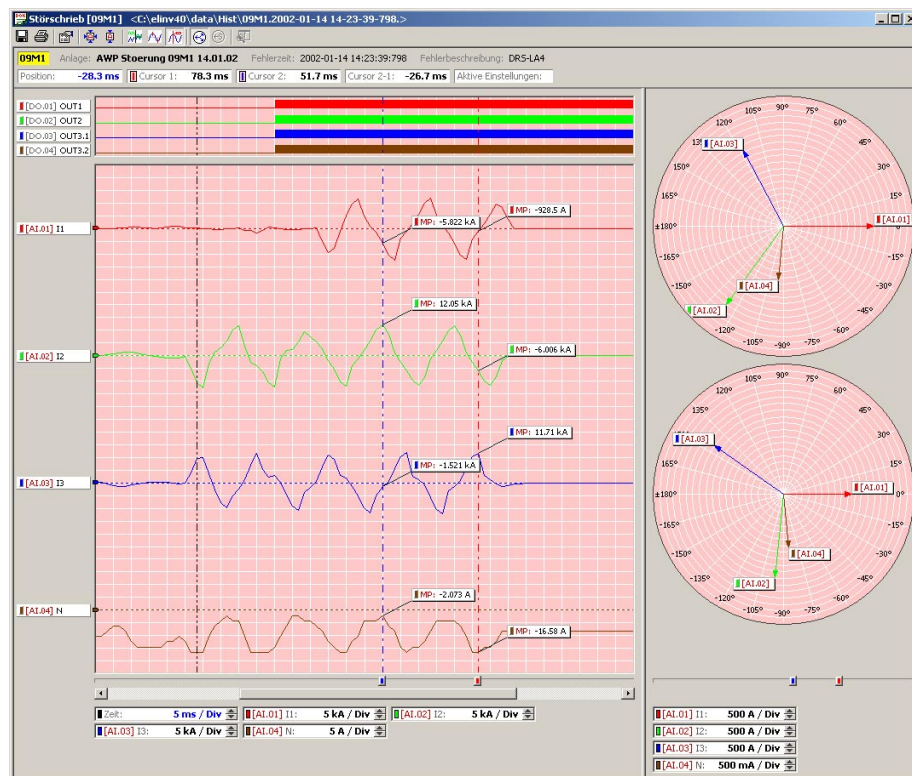 Störschrieb [09M1] <C:\elinv40\data\Hist\09M1.2002-01-14 14-23-39-798.>
09M1 Anlage: AWP Stoerung 09M1 14.01.02 Fehlerzeit: 2002-01-14 14:23:39:798 Fehlerbeschreibung: DRS-LA4
Position: -28.3 ms Cursor 1: 78.3 ms Cursor 2: 51.7 ms Cursor 2-1: -26.7 ms Aktive Einstellungen:
[DO.01] OUT1
[DO.02] OUT2
[DO.03] OUT3.1
[DO.04] OUT3.2
[AI.01] I1
MP: -5.822 kA
MP: -928.5 A
[AI.02] I2
MP: 12.05 kA
MP: -6.006 kA
[AI.03] I3
MP: -1.521 kA
MP: 11.71 kA
[AI.04] N
MP: -2.073 A
MP: -16.58 A
Zeit: 5 ms / Div [AI.01] I1: 5 kA / Div [AI.02] I2: 5 kA / Div
[AI.03] I3: 5 kA / Div [AI.04] N: 5 A / Div
105° 90° 75°
120° 60°
[AI.03] 45°
150° 30°
165° 15°
[AI.01]
±180° 0°
-165° -15°
-150° -30°
[AI.04]
[AI.02] -45°
-120° -60°
-105° -90° -75°
105° 90° 75°
120° 60°
135° 45°
[AI.03] 30°
165° 15°
[AI.01]
±180° 0°
-165° -15°
-150° -30°
[AI.04]
-135° -45°
[AI.02]
-120° -60°
-105° -90° -75°
[AI.01] I1: 500 A / Div
[AI.02] I2: 500 A / Div
[AI.03] I3: 500 A / Div
[AI.04] N: 500 mA / Div